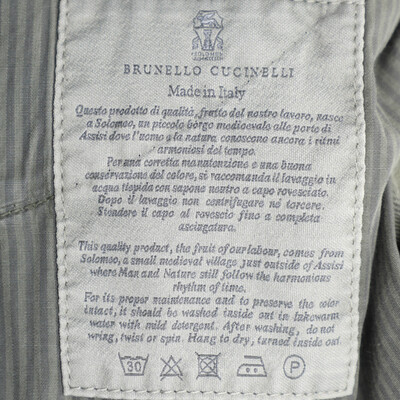 SOLOMEO
BRUNELLO CUCINELLI
Made in Italy
Questo prodotto di qualità, frutto del nostro lavoro, nasce
a Solomeo, un piccolo borgo medioevale alle porte di
Assisi dove l'uomo e la natura conoscono ancora i ritmi
armoniosi del tempo.
Per una corretta manutenzione e una buona
conservazione del colore, si raccomanda il lavaggio in
acqua tiepida con sapone neutro a capo rovesciato.
Dopo il lavaggio non centrifugare né torcere.
Stendere il capo al rovescio fino a completa
asciugatura.
This quality product, the fruit of our labour, comes from
Solomeo, a small medieval village just outside of Assisi
where Man and Nature still follow the harmonious
rhythm of time.
For its proper maintenance and to preserve the color
intact, it should be washed inside out in lukewarm
water with mild detergent. After washing, do not
wring, twist or spin. Hang to dry, turned inside out
30 P